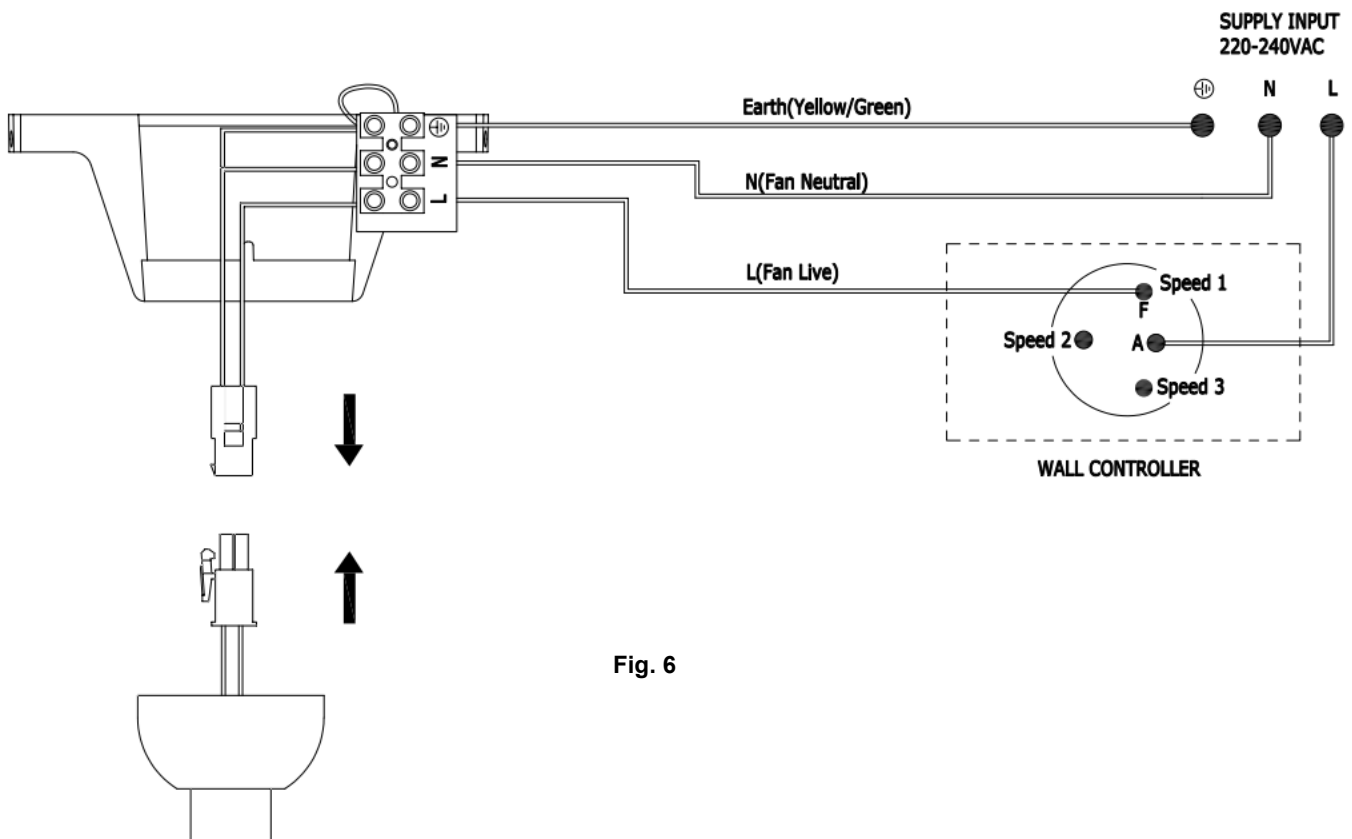 SUPPLY INPUT
220-240VAC
N
L
Earth(Yellow/Green)
N
N(Fan Neutral)
L
L(Fan Live)
Speed 1
F
Speed 2
A
Speed 3
WALL CONTROLLER
Fig. 6